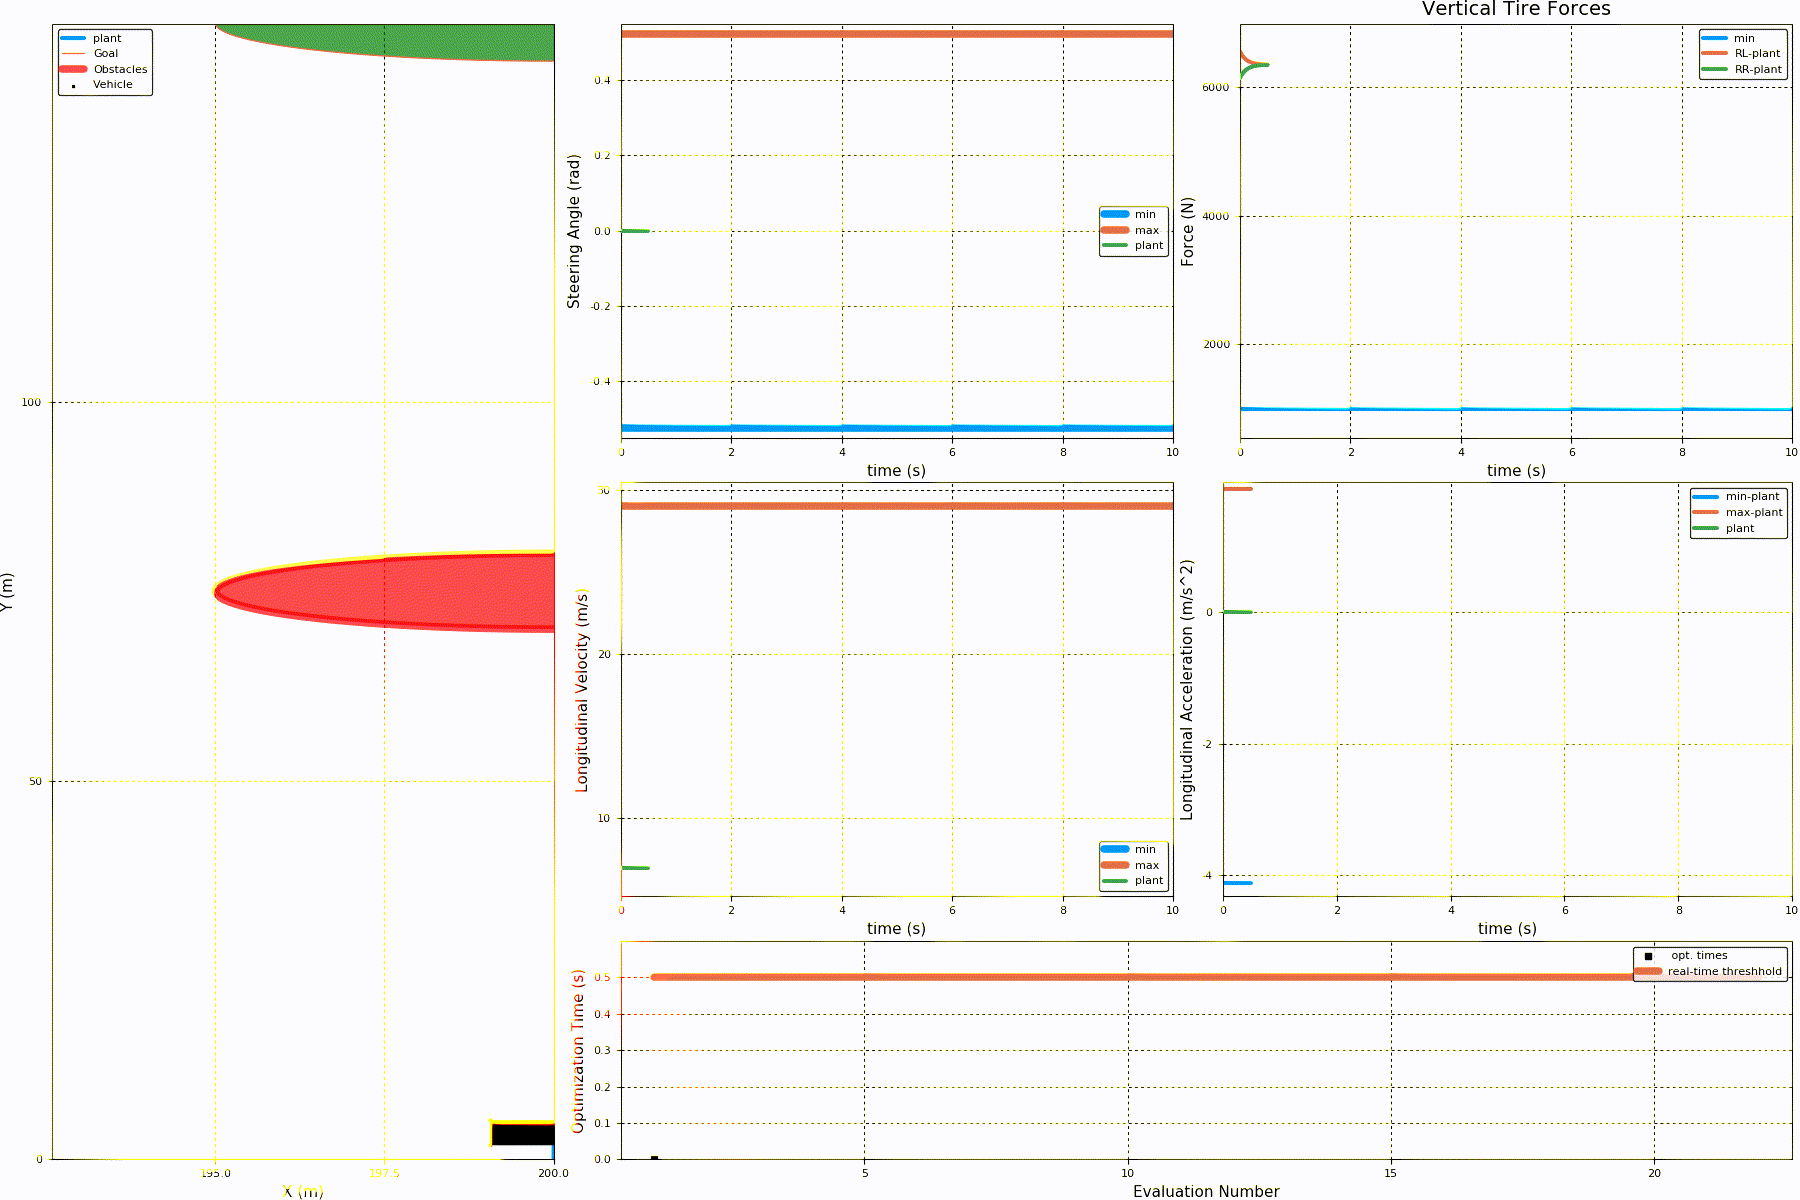 plant
Goal
Obstacles
Vehicle
100
50
0
Y (m)
195.0
197.5
200.0
X (m)
0.4
0.2
0.0
-0.2
-0.4
Steering Angle (rad)
min
max
plant
0
2
4
6
8
10
time (s)
Vertical Tire Forces
min
RL-plant
RR-plant
6000
4000
2000
Force (N)
0
2
4
6
8
10
time (s)
30
20
10
Longitudinal Velocity (m/s)
min
max
plant
0
2
4
6
8
10
time (s)
min-plant
max-plant
plant
0
-2
-4
Longitudinal Acceleration (m/s^2)
0
2
4
6
8
10
time (s)
opt. times
real-time threshhold
0.5
0.4
0.3
0.2
0.1
0.0
Optimization Time (s)
5
10
15
20
Evaluation Number